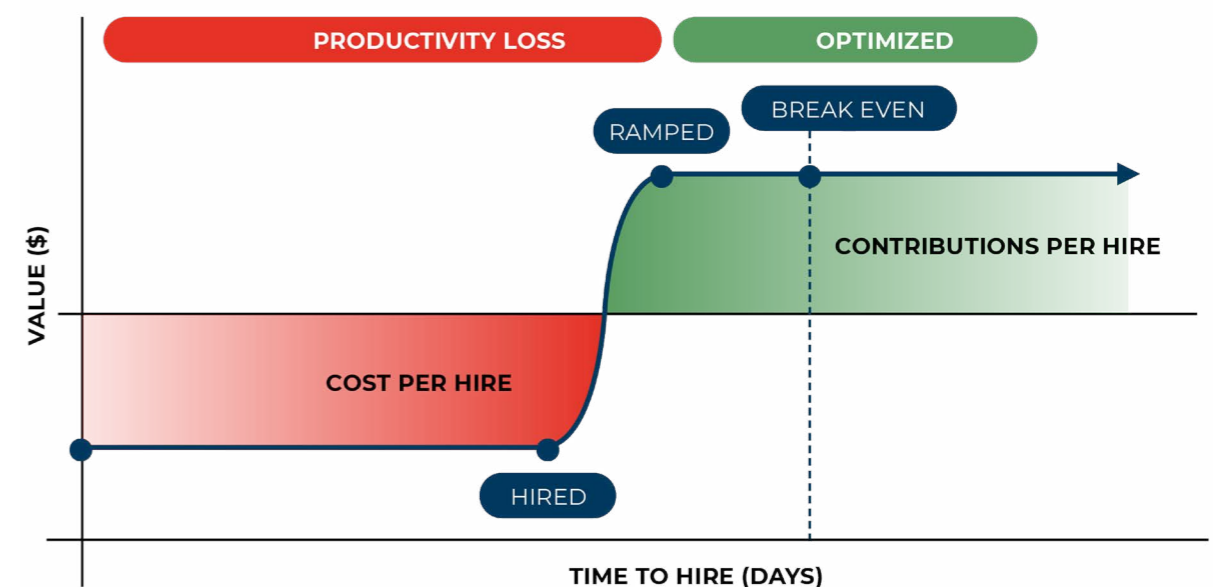 PRODUCTIVITY LOSS
OPTIMIZED
BREAK EVEN
RAMPED
CONTRIBUTIONS PER HIRE
VALUE ($)
COST PER HIRE
HIRED
TIME TO HIRE (DAYS)